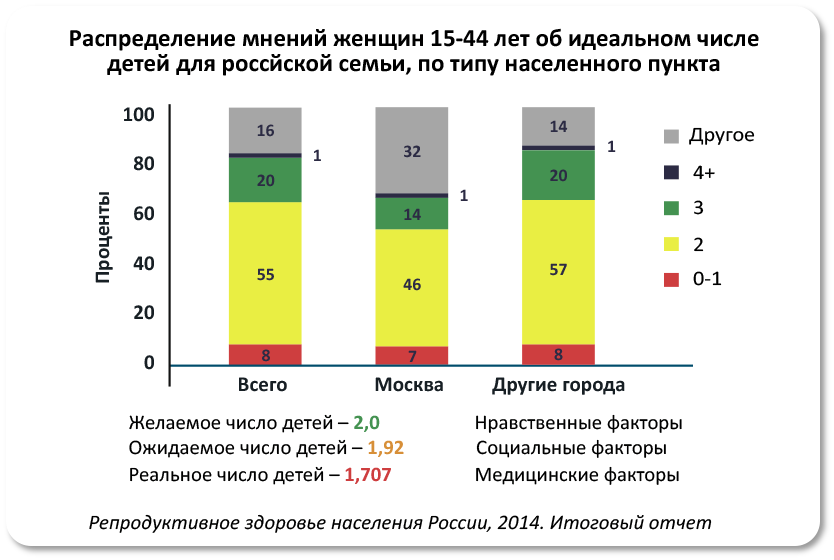 Распределение мнений женщин 15-44 лет об идеальном числе
детей для россйской семьи, по типу населенного пункта
Проценты
100
80
60
40
20
0
16
1
20
55
8
32
1
14
46
7
14
1
20
57
8
Другое
4+
3
2
0-1
Всего
Москва
Другие города
Желаемое число детей – 2,0
Нравственные факторы
Ожидаемое число детей – 1,92
Социальные факторы
Реальное число детей – 1,707
Медицинские факторы
Репродуктивное здоровье населения России, 2014. Итоговый отчет